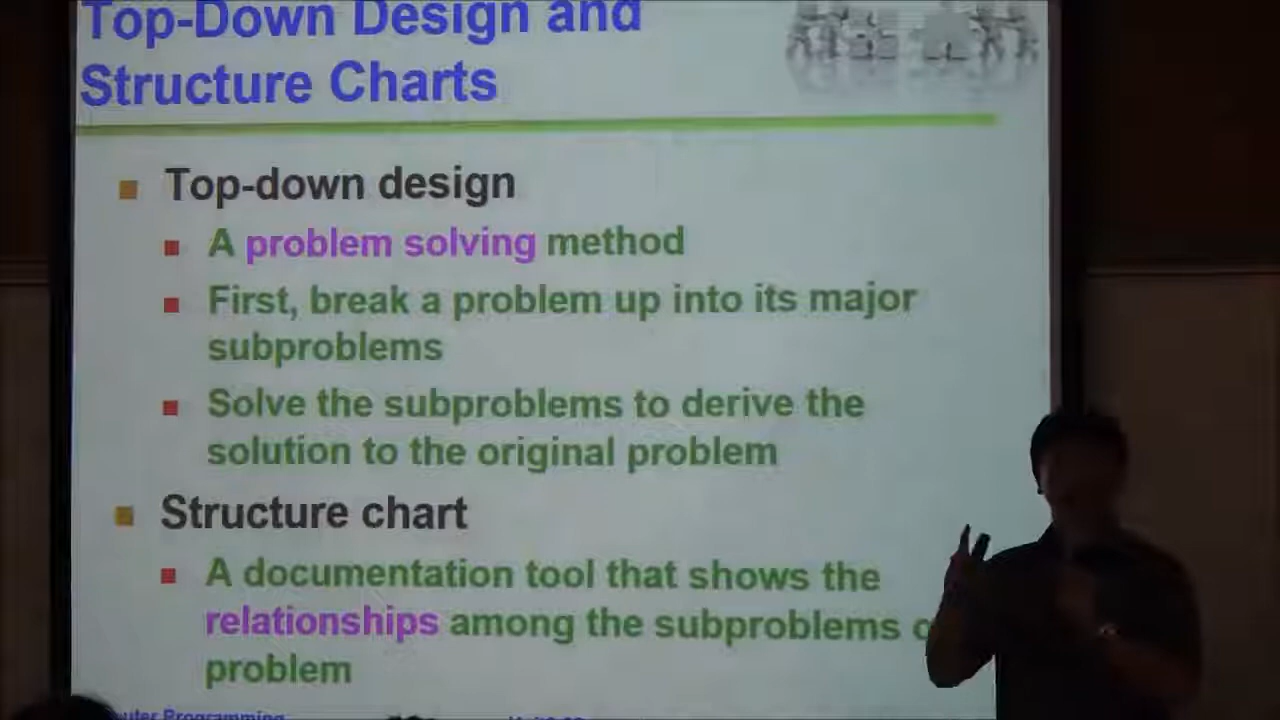 Top-Down Design and
Structure Charts
Top-down design
A problem solving method
First, break a problem up into its major
subproblems
Solve the subproblems to derive the
solution to the original problem
Structure chart
A documentation tool that shows the
relationships among the subproblems
problem
Programming